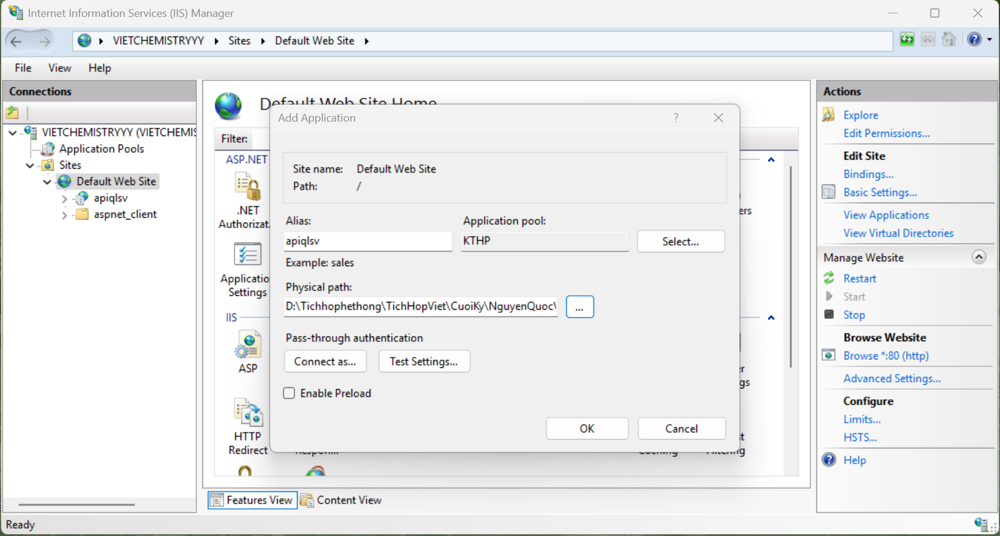 Internet Information Services (IIS) Manager
VIETCHEMISTRYYY
Sites
Default Web Site
File
View
Help
Connections
VIETCHEMISTRYYY (VIETCHEMIS
Application Pools
Sites
Default Web Site
apiqlsv
aspnet_client
Default Web Site Home
Filter:
ASP.NET
.NET
Authorizat.
Applicatio
Settings
IIS
ASP
HTTP
Redirect
Add Application
Site name:
Default Web Site
Path:
/
Alias:
apiqlsv
Application pool:
KTHP
Select...
Example: sales
Physical path:
D:\Tichhophethong\TichHopViet\CuoiKy\NguyenQuoc\
...
Pass-through authentication
Connect as...
Test Settings...
Enable Preload
OK
Cancel
Features View
Content View
Actions
Explore
Edit Permissions...
Edit Site
Bindings...
Basic Settings...
View Applications
View Virtual Directories
Manage Website
Restart
Start
Stop
Browse Website
Browse *:80 (http)
Advanced Settings...
Configure
Limits...
HSTS...
Help
Ready